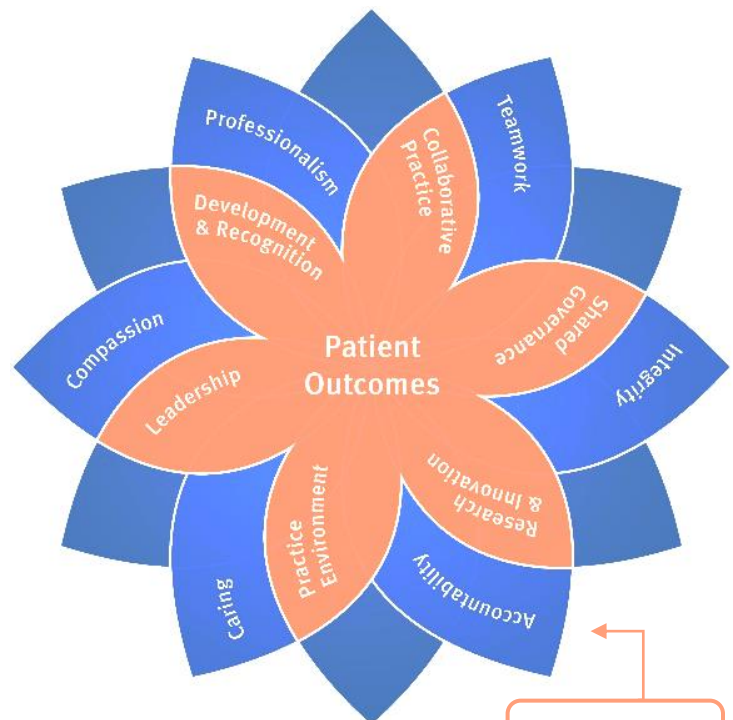 Professionalism
Teamwork
Collaborative
Practice
Development
& Recognition
Shared
Governance
Compassion
Patient
Outcomes
Integrity
Leadership
Research
& Innovation
Practice
Environment
Accountability
Caring